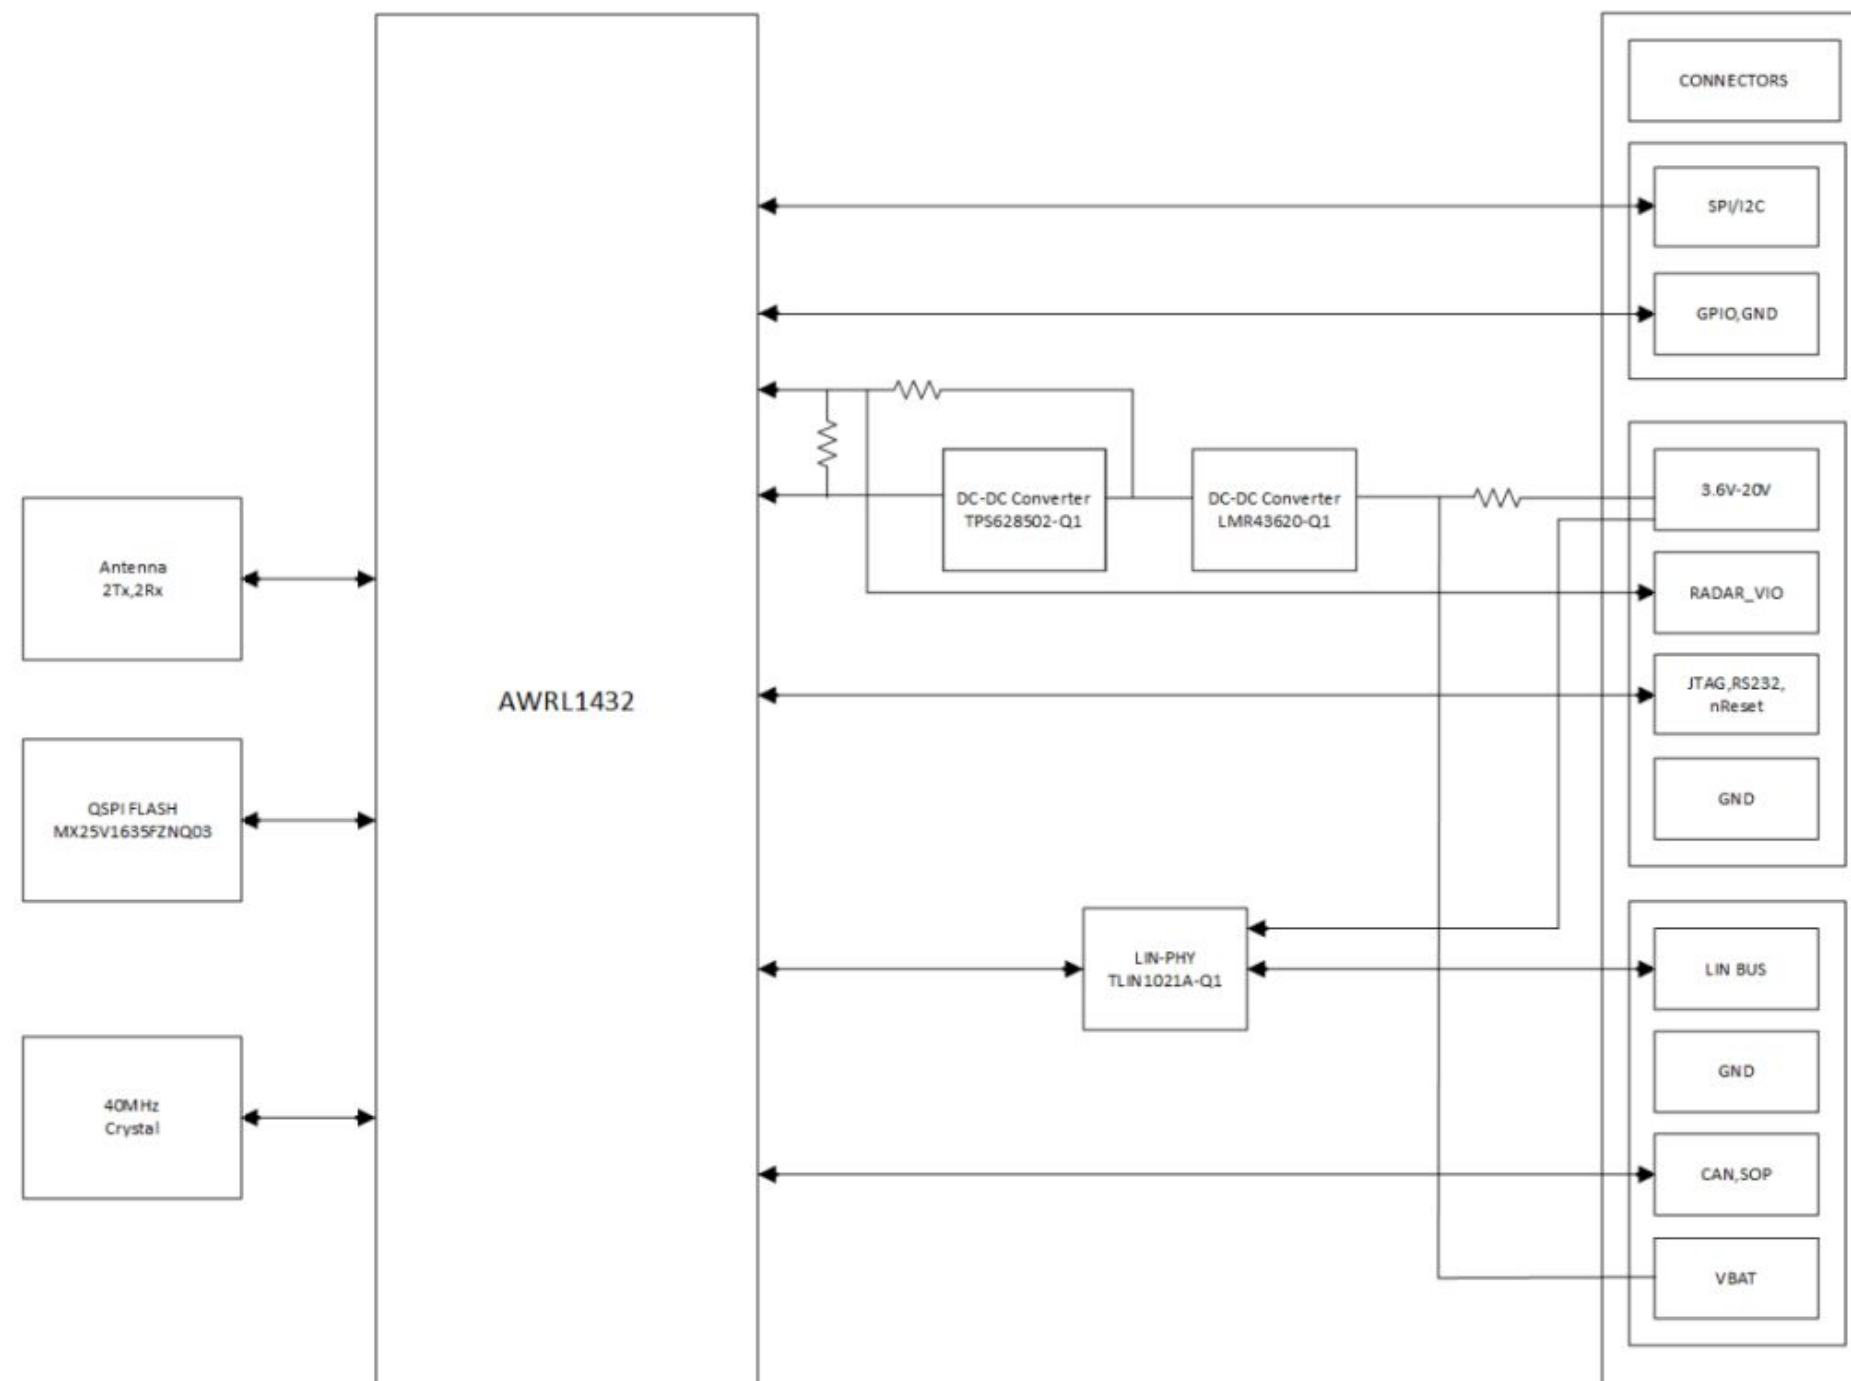 CONNECTORS
SPI/I2C
GPIO,GND
DC-DC Converter
TPS628502-Q1
DC-DC Converter
LMR43620-Q1
3.6V-20V
Antenna
2Tx,2Rx
RADAR_VIO
AWRL1432
JTAG,RS232,
nReset
QSPI FLASH
MX25V1635FZNQ03
GND
LIN-PHY
TLIN1021A-Q1
LIN BUS
GND
40MHz
Crystal
CAN,SOP
VBAT